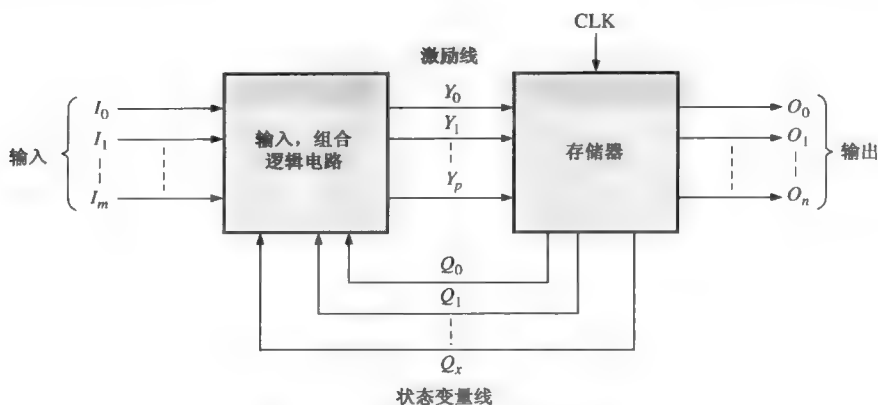 CLK
激励线
输入
I₀
I₁
Iₘ
输入，组合
逻辑电路
Y₀
Y₁
Yₚ
存储器
O₀
O₁
Oₙ
输出
Q₀
Q₁
Qₓ
状态变量线